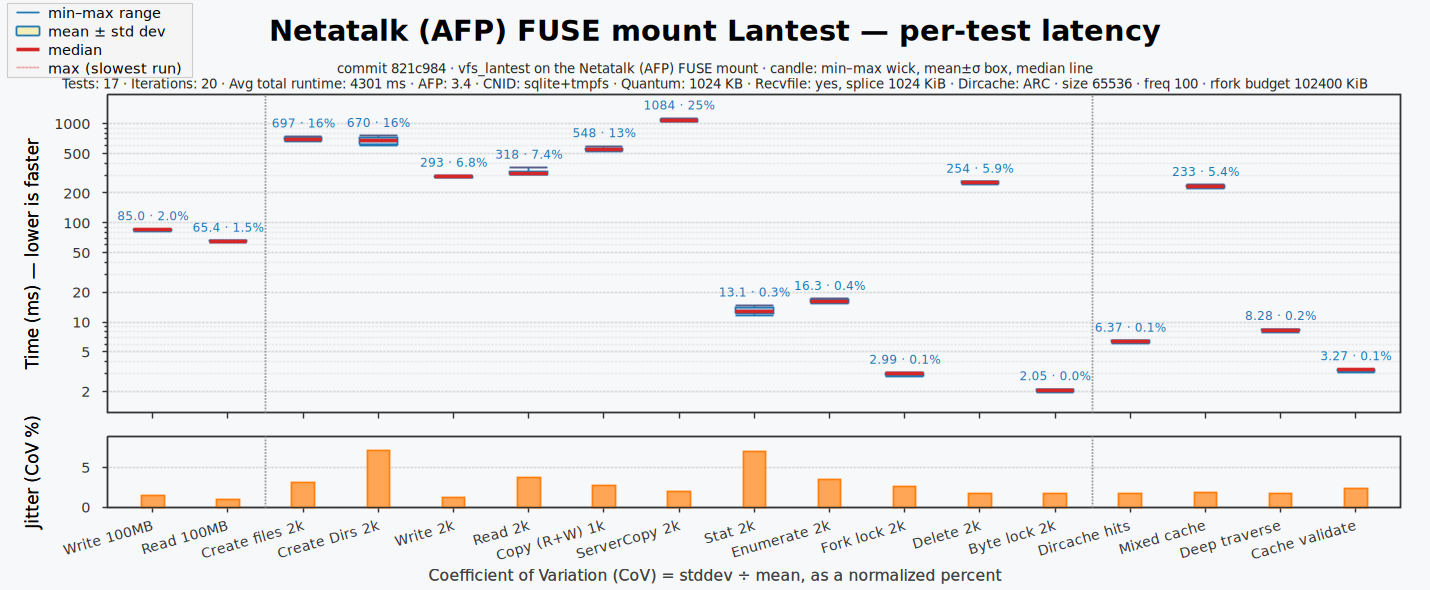 min–max range
mean ± std dev
median
max (slowest run)
Netatalk (AFP) FUSE mount Lantest — per-test latency
commit 821c984 · vfs_lantest on the Netatalk (AFP) FUSE mount · candle: min–max wick, mean±σ box, median line
Tests: 17 · Iterations: 20 · Avg total runtime: 4301 ms · AFP: 3.4 · CNID: sqlite+tmpfs · Quantum: 1024 KB · Recvfile: yes, splice 1024 KiB · Dircache: ARC · size 65536 · freq 100 · rfork budget 102400 KiB
Time (ms) — lower is faster
1000
500
200
100
50
20
10
5
2
85.0 · 2.0%
65.4 · 1.5%
697 · 16%
670 · 16%
293 · 6.8%
318 · 7.4%
548 · 13%
1084 · 25%
13.1 · 0.3%
16.3 · 0.4%
2.99 · 0.1%
254 · 5.9%
2.05 · 0.0%
6.37 · 0.1%
233 · 5.4%
8.28 · 0.2%
3.27 · 0.1%
Jitter (CoV %)
5
0
Write 100MB
Read 100MB
Create files 2k
Create Dirs 2k
Write 2k
Read 2k
Copy (R+W) 1k
ServerCopy 2k
Stat 2k
Enumerate 2k
Fork lock 2k
Delete 2k
Byte lock 2k
Dircache hits
Mixed cache
Deep traverse
Cache validate
Coefficient of Variation (CoV) = stddev ÷ mean, as a normalized percent